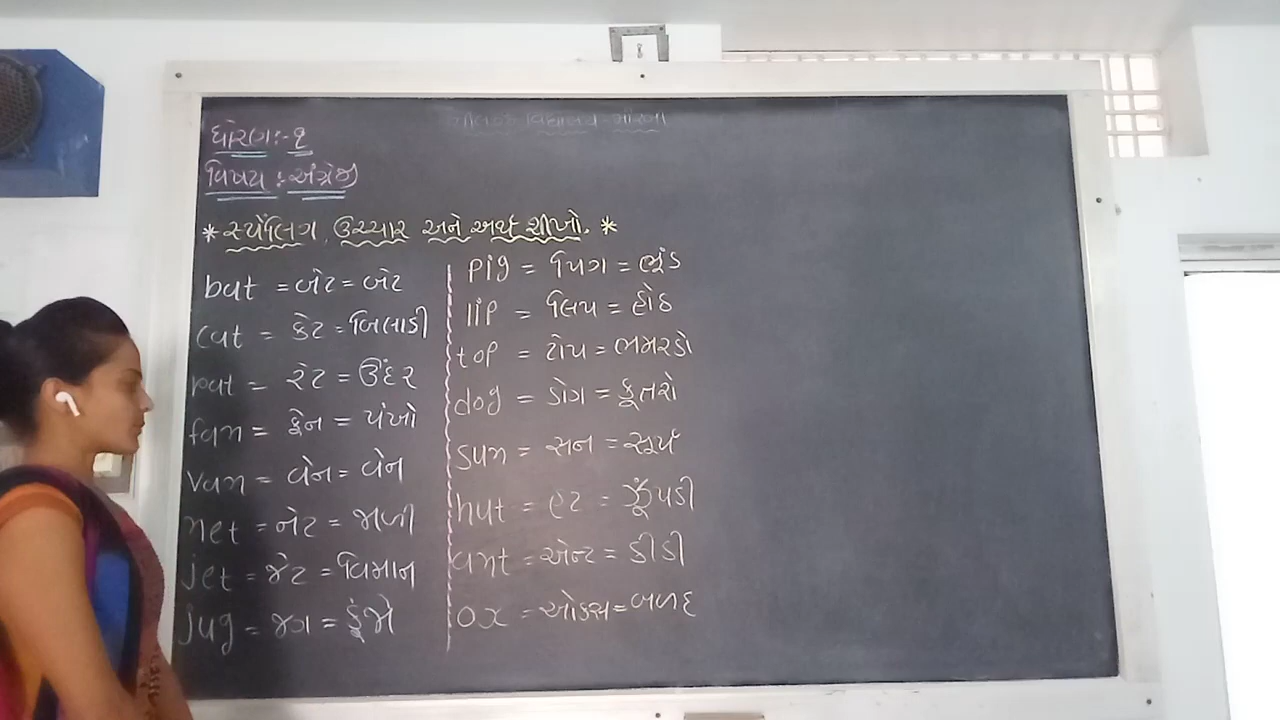 ધોરણ:-૧
વિષય : અંગ્રેજી
* સ્પેલિંગ, ઉચ્ચાર અને અર્થ શીખો. *
bat = બેટ = બેટ
cat = કેટ = બિલાડી
rat = રેટ = ઊંદર
fan = ફેન = પંખો
van = વેન = વેન
net = નેટ = જાળી
jet = જેટ = વિમાન
jug = જગ = કૂંજો
pig = પિગ = ભૂંડ
lip = લિપ = હોઠ
top = ટોપ = ભમરડો
dog = ડોગ = કૂતરો
sun = સન = સૂર્ય
hut = હટ = ઝૂંપડી
ant = એન્ટ = કીડી
ox = ઓક્સ = બળદ